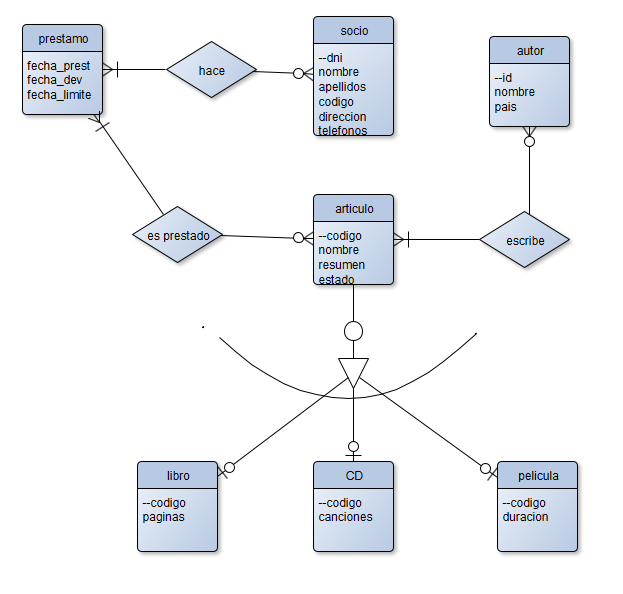 prestamo
fecha_prest
fecha_dev
fecha_limite
hace
socio
--dni
nombre
apellidos
codigo
direccion
telefonos
autor
--id
nombre
pais
es prestado
articulo
--codigo
nombre
resumen
estado
escribe
libro
--codigo
paginas
CD
--codigo
canciones
pelicula
--codigo
duracion